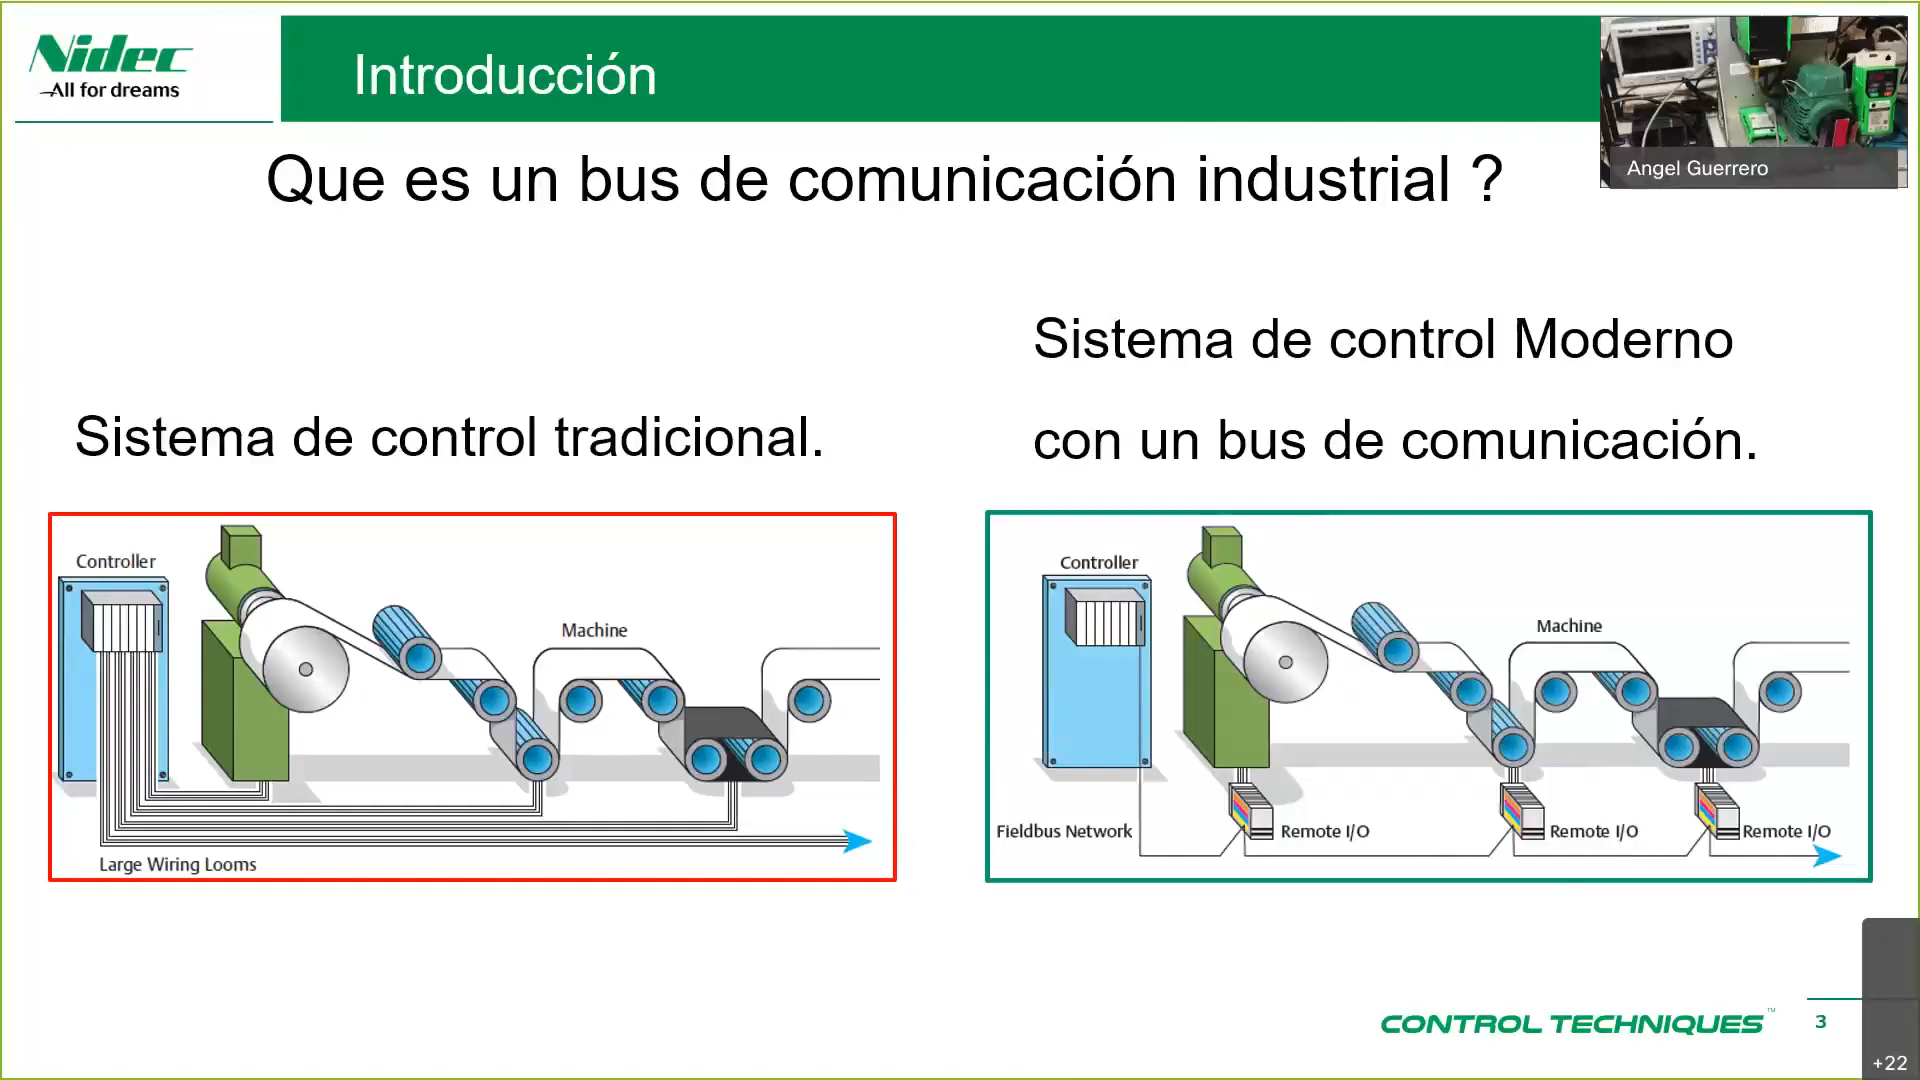 Nidec
All for dreams
Introducción
Angel Guerrero
Que es un bus de comunicación industrial ?
Sistema de control tradicional.
Sistema de control Moderno
con un bus de comunicación.
Controller
Machine
Large Wiring Looms
Controller
Machine
Fieldbus Network
Remote I/O
Remote I/O
Remote I/O
CONTROL TECHNIQUES™
3
+22